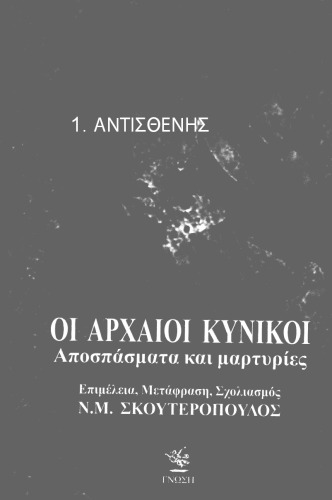 1. ΑΝΤΙΣΘΕΝΗΣ
ΟΙ ΑΡΧΑΙΟΙ ΚΥΝΙΚΟΙ
Αποσπάσματα και μαρτυρίες
Επιμέλεια, Μετάφραση, Σχολιασμός
Ν.Μ. ΣΚΟΥΤΕΡΟΠΟΥΛΟΣ
ΓΝΩΣΗ